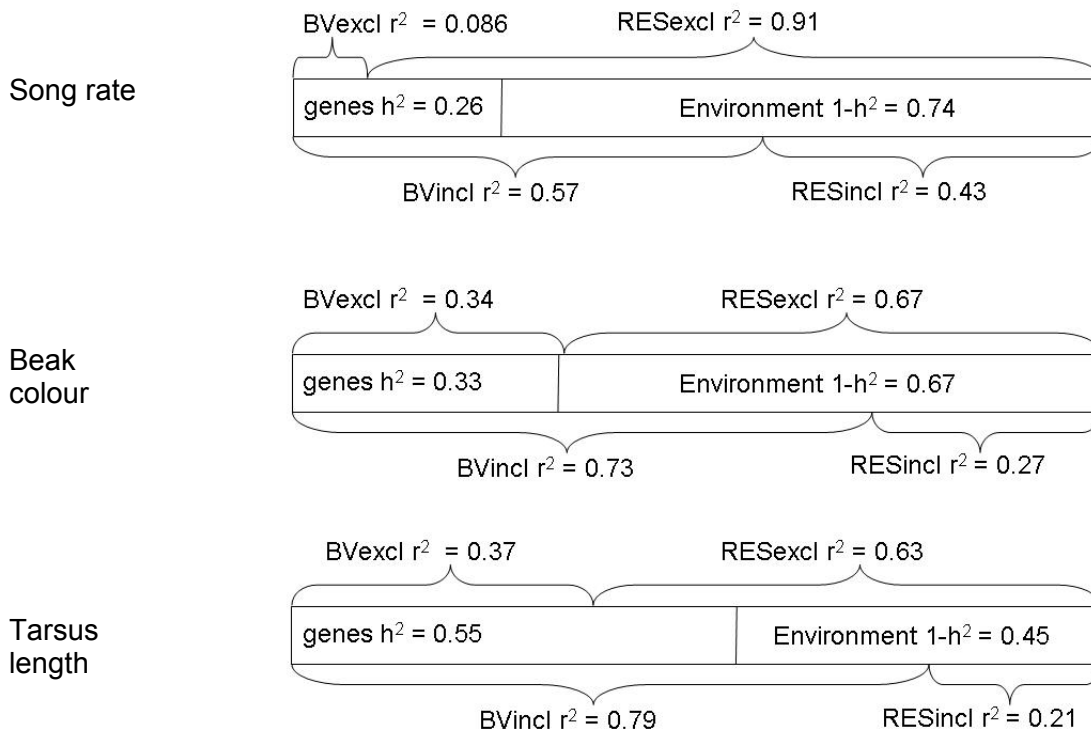 BVexcl r² = 0.086 RESexcl r² = 0.91
Song rate
genes h² = 0.26 Environment 1-h² = 0.74
BVincl r² = 0.57 RESincl r² = 0.43
BVexcl r² = 0.34 RESexcl r² = 0.67
Beak
colour
genes h² = 0.33 Environment 1-h² = 0.67
BVincl r² = 0.73 RESincl r² = 0.27
BVexcl r² = 0.37 RESexcl r² = 0.63
Tarsus
length
genes h² = 0.55 Environment 1-h² = 0.45
BVincl r² = 0.79 RESincl r² = 0.21